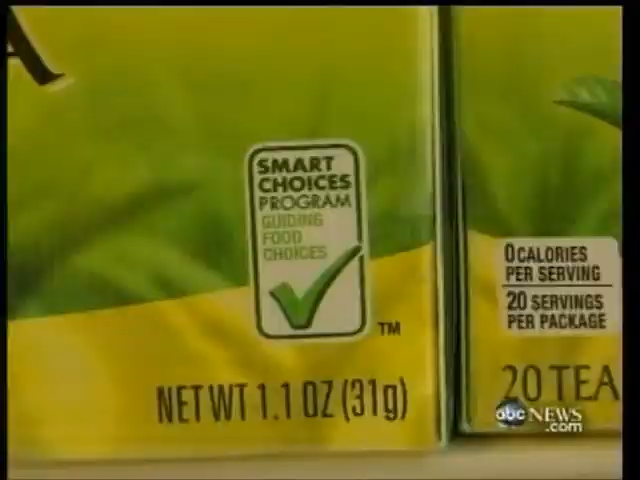 SMART
CHOICES
PROGRAM
GUIDING
FOOD
CHOICES
TM
NET WT 1.1 OZ (31g)
0 CALORIES
PER SERVING
20 SERVINGS
PER PACKAGE
20 TEA
abc NEWS
.com